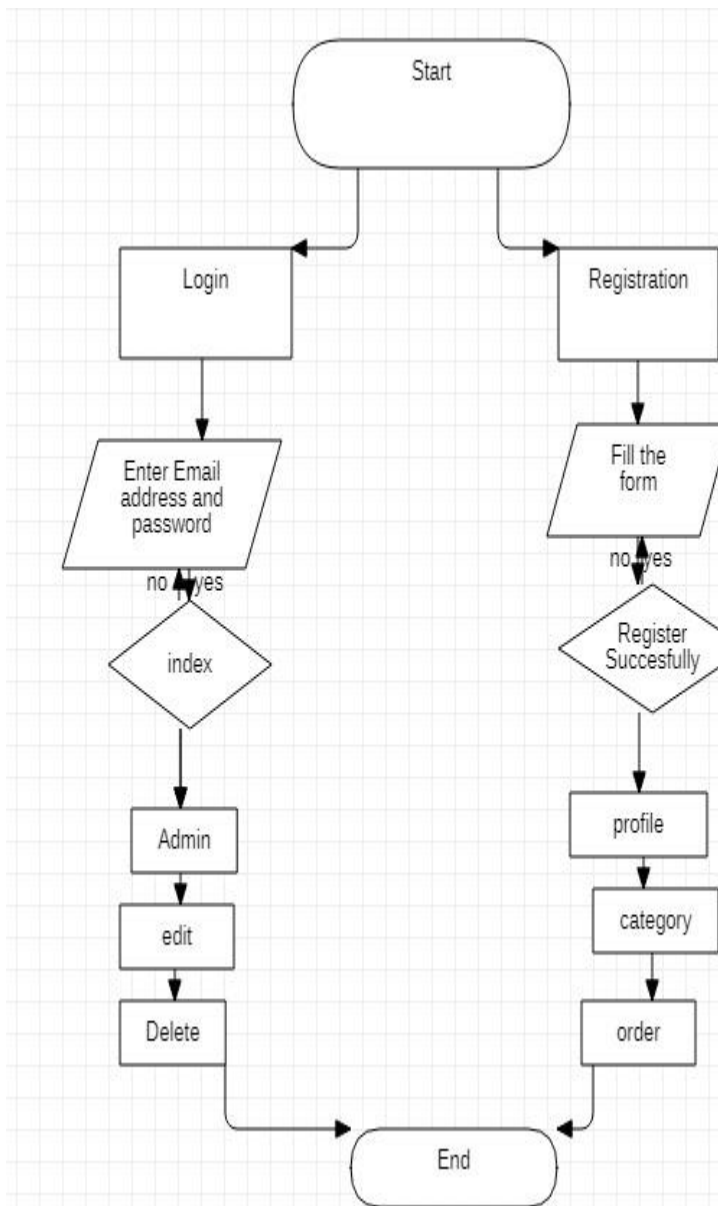 Start
Login
Registration
Enter Email
address and
password
Fill the
form
no yes
no yes
index
Register
Succesfully
Admin
profile
edit
category
Delete
order
End